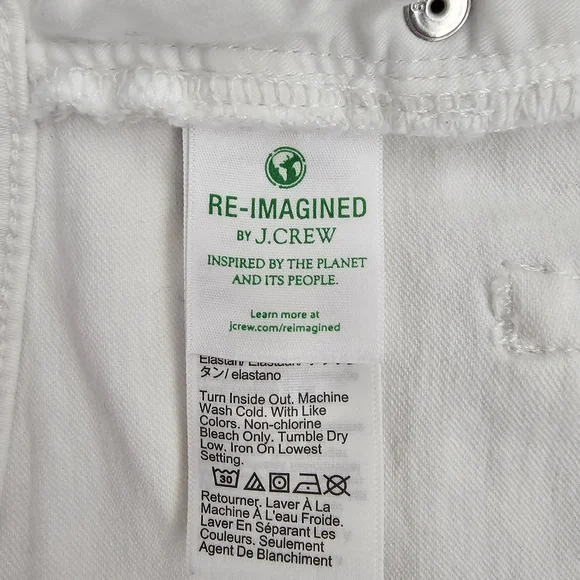 RE-IMAGINED
BY J.CREW
INSPIRED BY THE PLANET
AND ITS PEOPLE.
Learn more at
jcrew.com/reimagined
タン/ elastano
Turn Inside Out. Machine
Wash Cold. With Like
Colors. Non-chlorine
Bleach Only. Tumble Dry
Low. Iron On Lowest
Setting.
30
Retourner. Laver À La
Machine À L'eau Froide.
Laver En Séparant Les
Couleurs. Seulement
Agent De Blanchiment